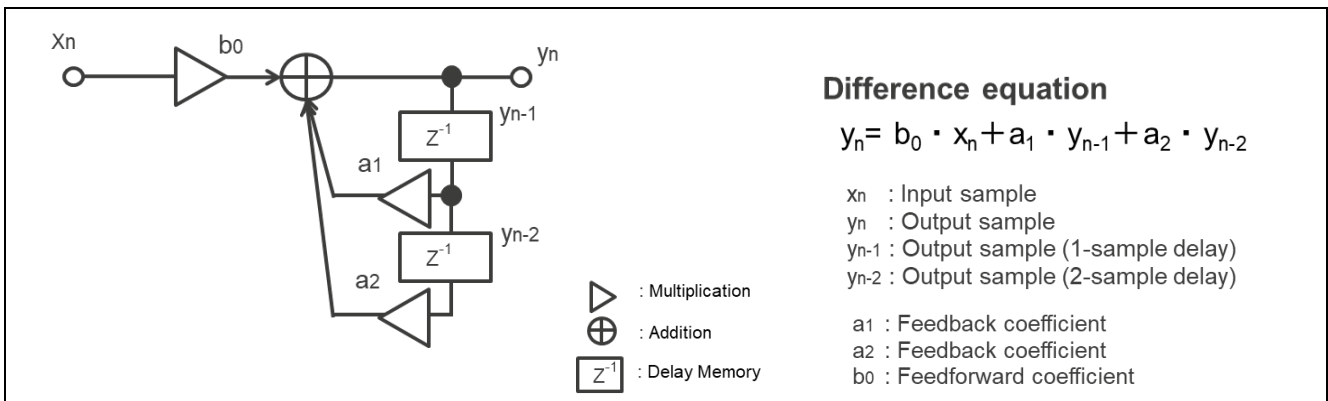 xn
b0
yn
yn-1
Z⁻¹
a1
yn-2
Z⁻¹
a2
: Multiplication
: Addition
Z⁻¹ : Delay Memory
Difference equation
yn= b0・xn+a1・yn-1+a2・yn-2
xn : Input sample
yn : Output sample
yn-1 : Output sample (1-sample delay)
yn-2 : Output sample (2-sample delay)
a1 : Feedback coefficient
a2 : Feedback coefficient
b0 : Feedforward coefficient